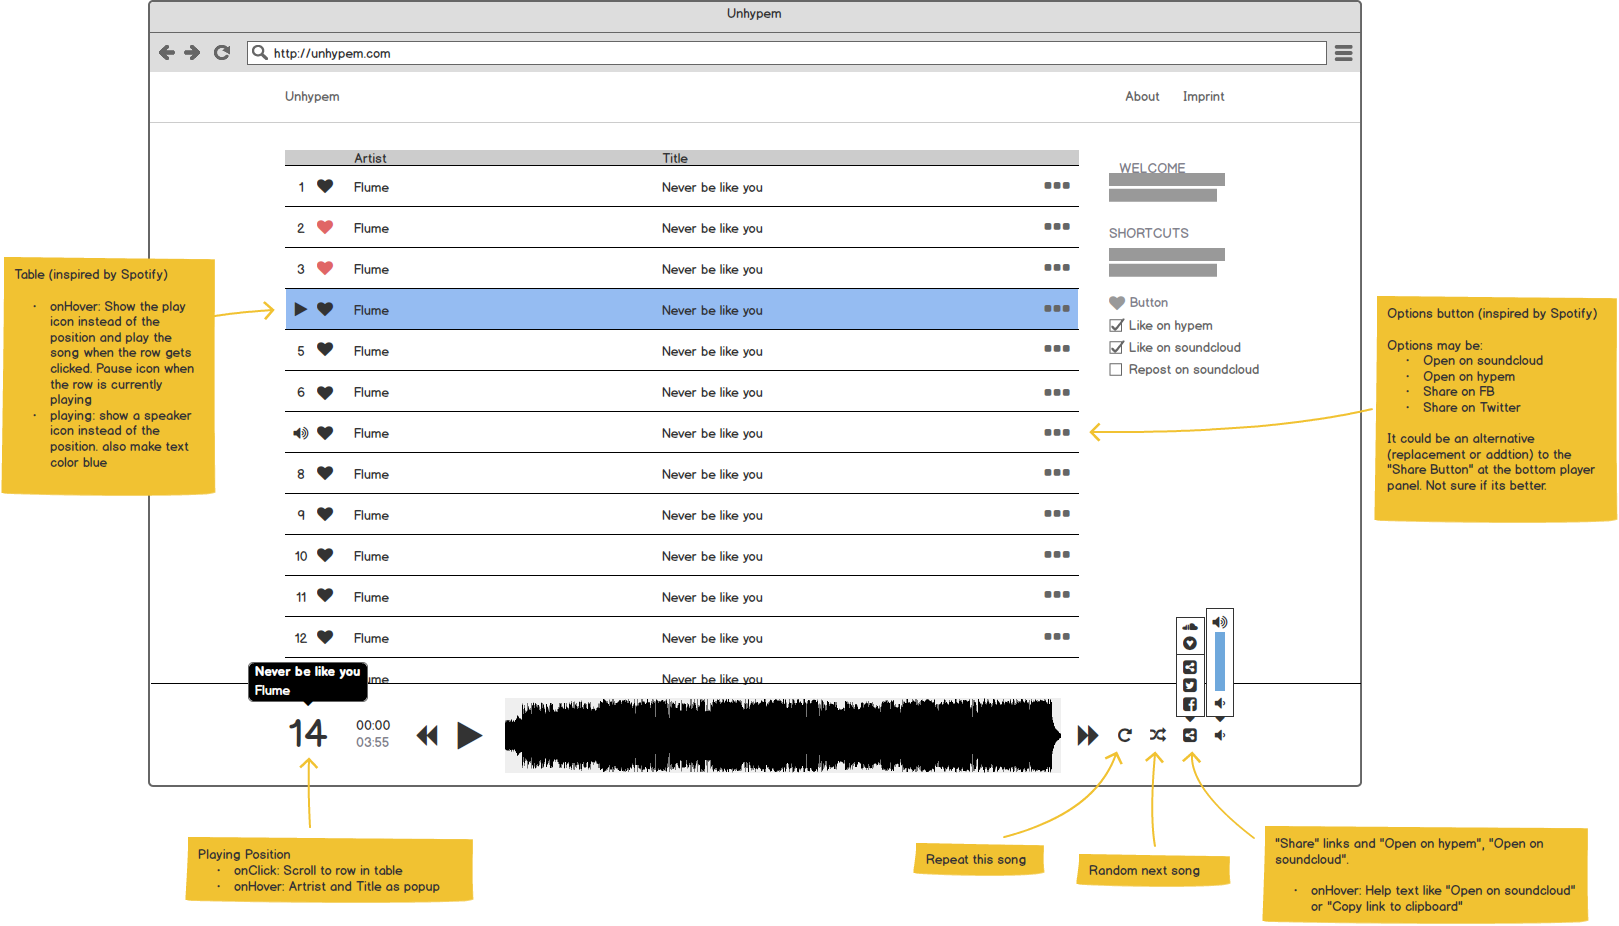 Unhypem
http://unhypem.com
Unhypem
About
Imprint
Artist
Title
1
Flume
Never be like you
2
Flume
Never be like you
3
Flume
Never be like you
Flume
Never be like you
5
Flume
Never be like you
6
Flume
Never be like you
Flume
Never be like you
8
Flume
Never be like you
9
Flume
Never be like you
10
Flume
Never be like you
11
Flume
Never be like you
12
Flume
Never be like you
ume
Never be like you
WELCOME
SHORTCUTS
Button
Like on hypem
Like on soundcloud
Repost on soundcloud
Never be like you
Flume
14
00:00
03:55
Table (inspired by Spotify)
· onHover: Show the play
icon instead of the
position and play the
song when the row gets
clicked. Pause icon when
the row is currently
playing
· playing: show a speaker
icon instead of the
position. also make text
color blue
Options button (inspired by Spotify)
Options may be:
· Open on soundcloud
· Open on hypem
· Share on FB
· Share on Twitter
It could be an alternative
(replacement or addtion) to the
"Share Button" at the bottom player
panel. Not sure if its better.
Playing Position
· onClick: Scroll to row in table
· onHover: Artrist and Title as popup
Repeat this song
Random next song
"Share" links and "Open on hypem", "Open on
soundcloud".
· onHover: Help text like "Open on soundcloud"
or "Copy link to clipboard"